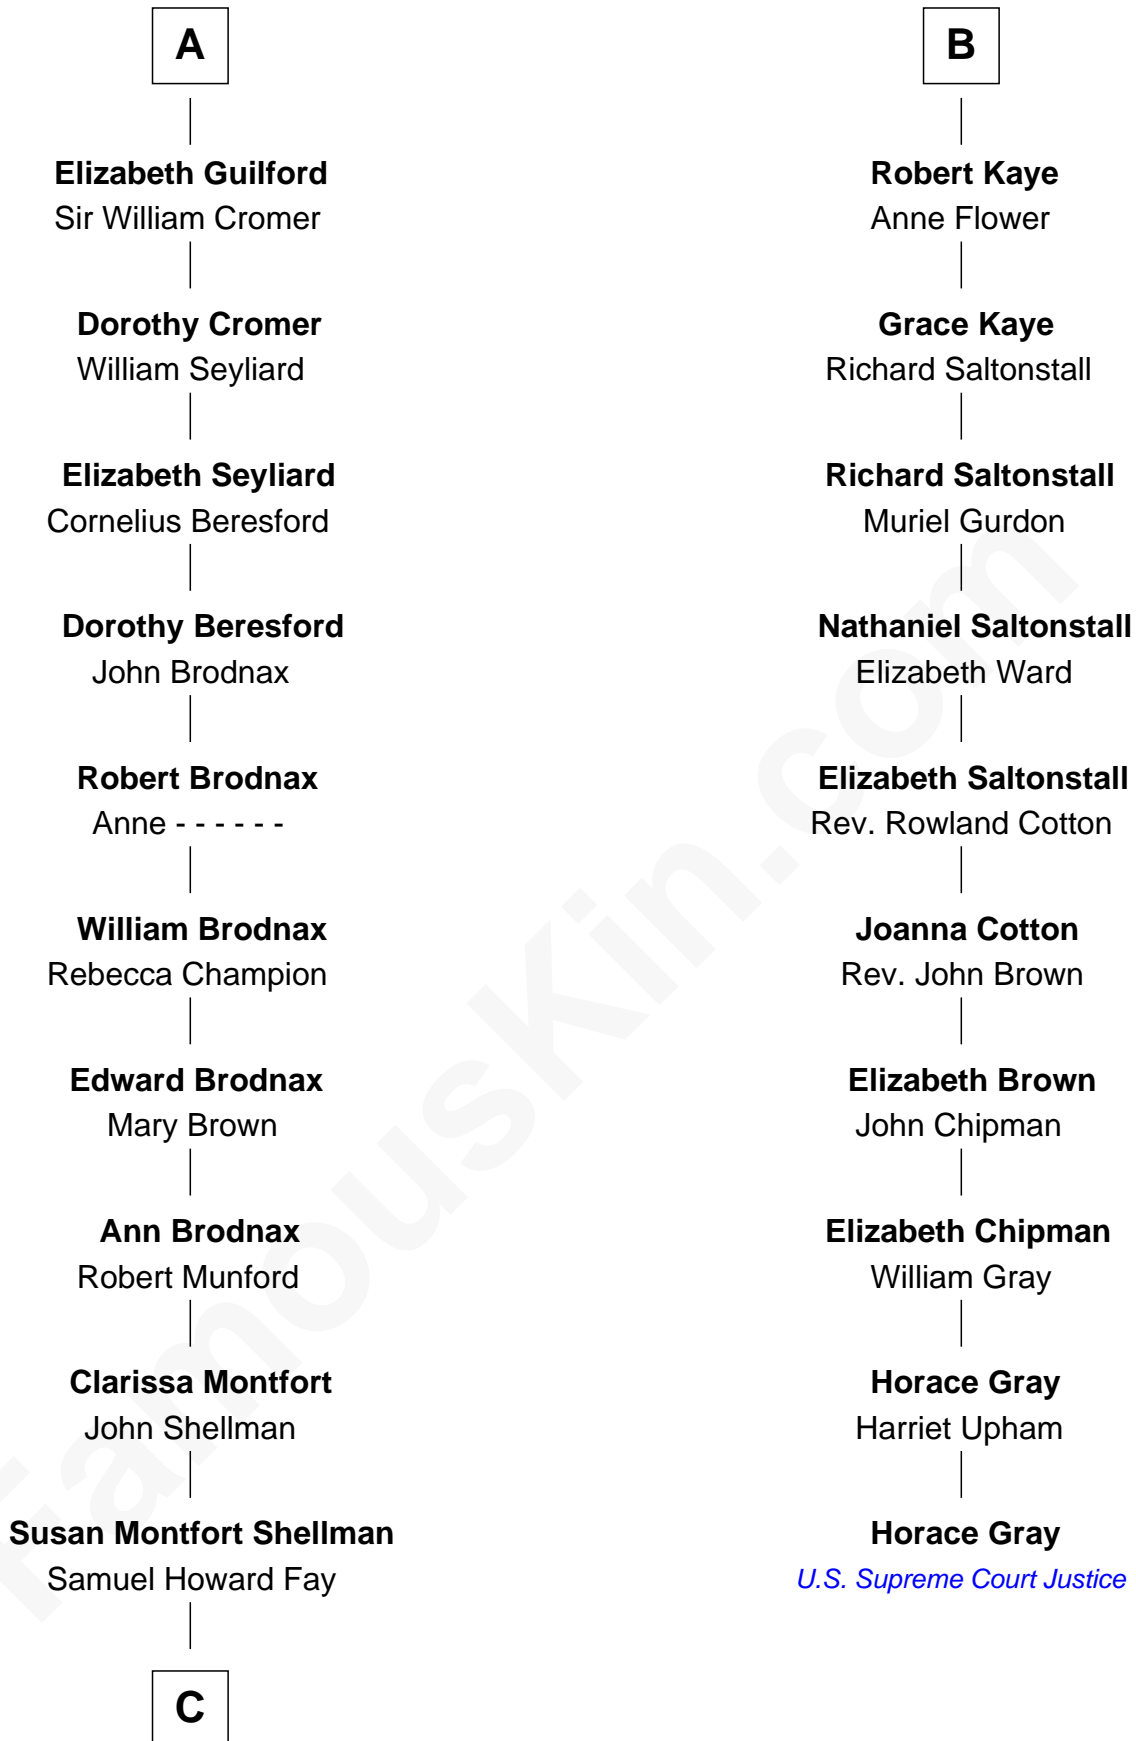 A
Elizabeth Guilford
Sir William Cromer
Dorothy Cromer
William Seyliard
Elizabeth Seyliard
Cornelius Beresford
Dorothy Beresford
John Brodnax
Robert Brodnax
Anne - - - - - -
William Brodnax
Rebecca Champion
Edward Brodnax
Mary Brown
Ann Brodnax
Robert Munford
Clarissa Montfort
John Shellman
Susan Montfort Shellman
Samuel Howard Fay
C
B
Robert Kaye
Anne Flower
Grace Kaye
Richard Saltonstall
Richard Saltonstall
Muriel Gurdon
Nathaniel Saltonstall
Elizabeth Ward
Elizabeth Saltonstall
Rev. Rowland Cotton
Joanna Cotton
Rev. John Brown
Elizabeth Brown
John Chipman
Elizabeth Chipman
William Gray
Horace Gray
Harriet Upham
Horace Gray
U.S. Supreme Court Justice
FamousKin.com